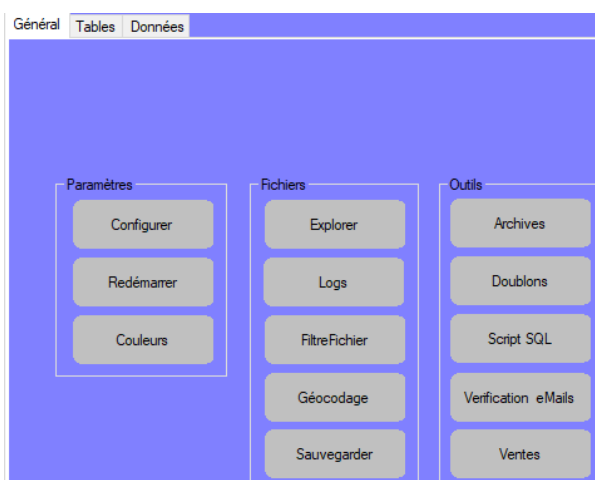 Général Tables Données
Paramètres
Configurer
Redémarrer
Couleurs
Fichiers
Explorer
Logs
FiltreFichier
Géocodage
Sauvegarder
Outils
Archives
Doublons
Script SQL
Verification eMails
Ventes